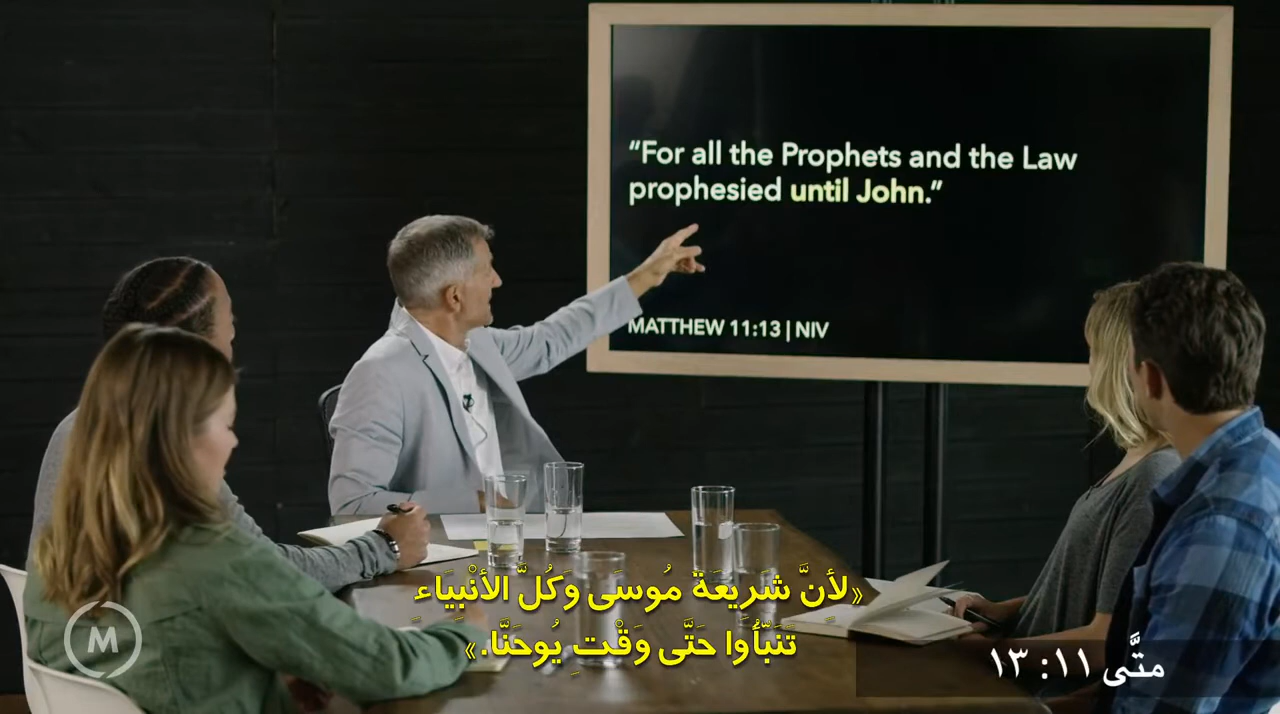 “For all the Prophets and the Law
prophesied until John.”
MATTHEW 11:13 | NIV
«لأنَّ شَرِيعَةَ مُوسَى وَكُلَّ الأنْبِيَاءِ
تَنَبَّأُوا حَتَّى وَقْتِ يُوحَنَّا.»
متَّى ١١: ١٣
M